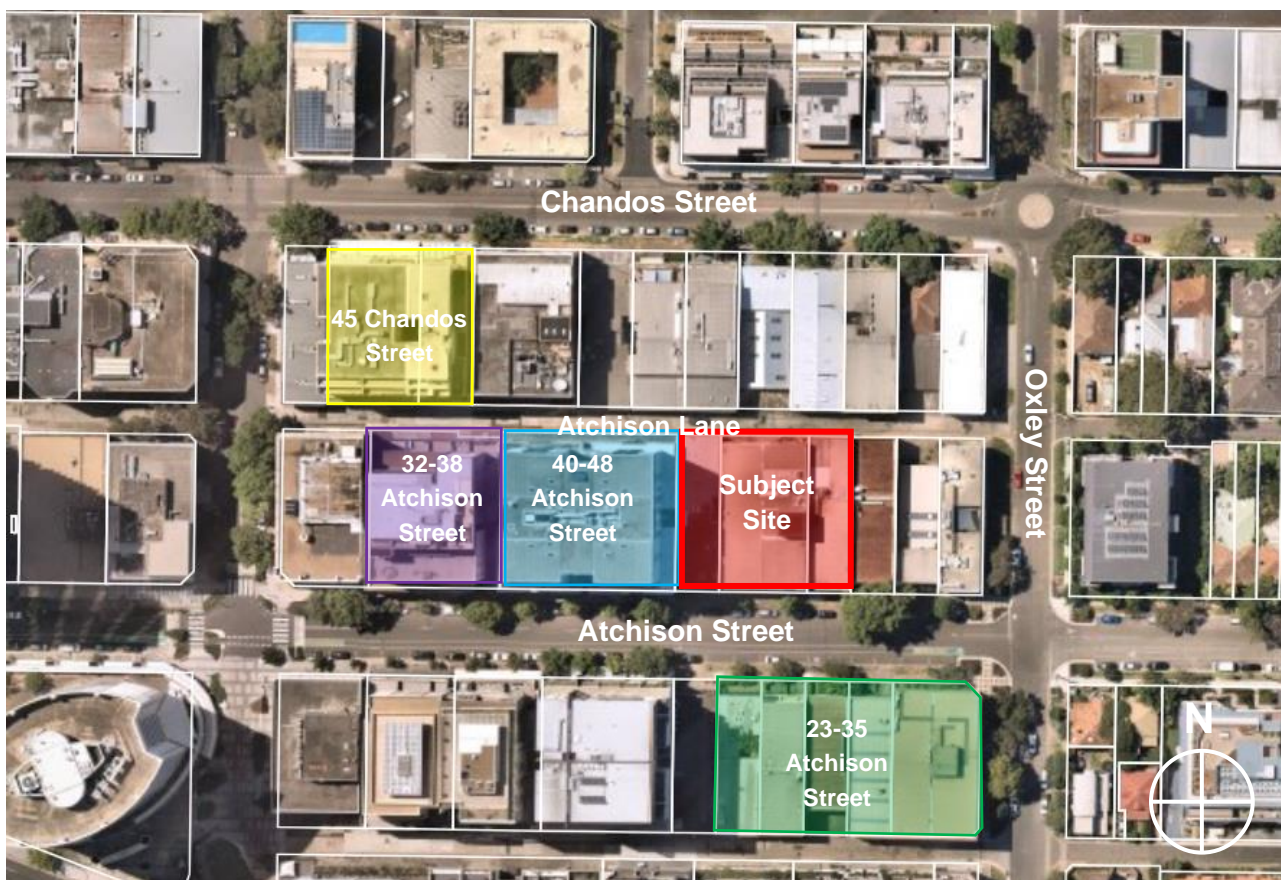 Chandos Street
45 Chandos
Street
Oxley Street
Atchison Lane
32-38
Atchison
Street
40-48
Atchison
Street
Subject
Site
Atchison Street
23-35
Atchison
Street
N